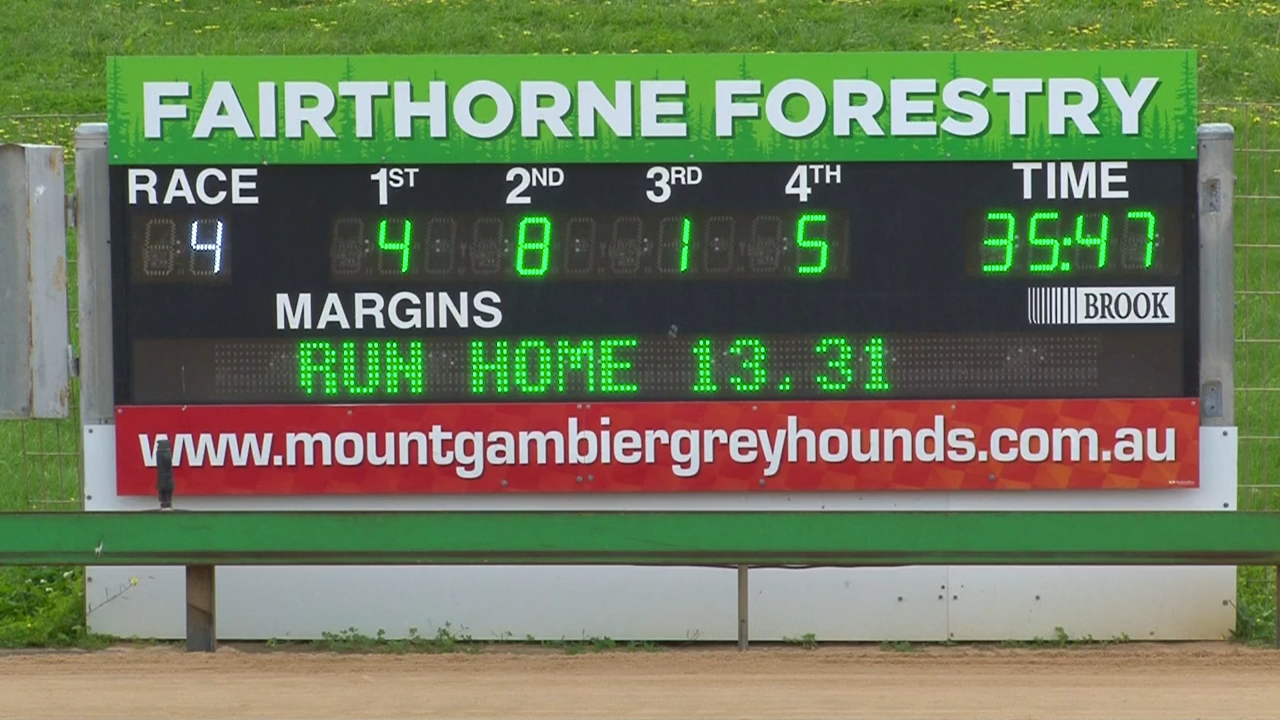 FAIRTHORNE FORESTRY
RACE 1ST 2ND 3RD 4TH TIME
4 4 8 1 5 35:47
MARGINS BROOK
RUN HOME 13.31
www.mountgambiergreyhounds.com.au